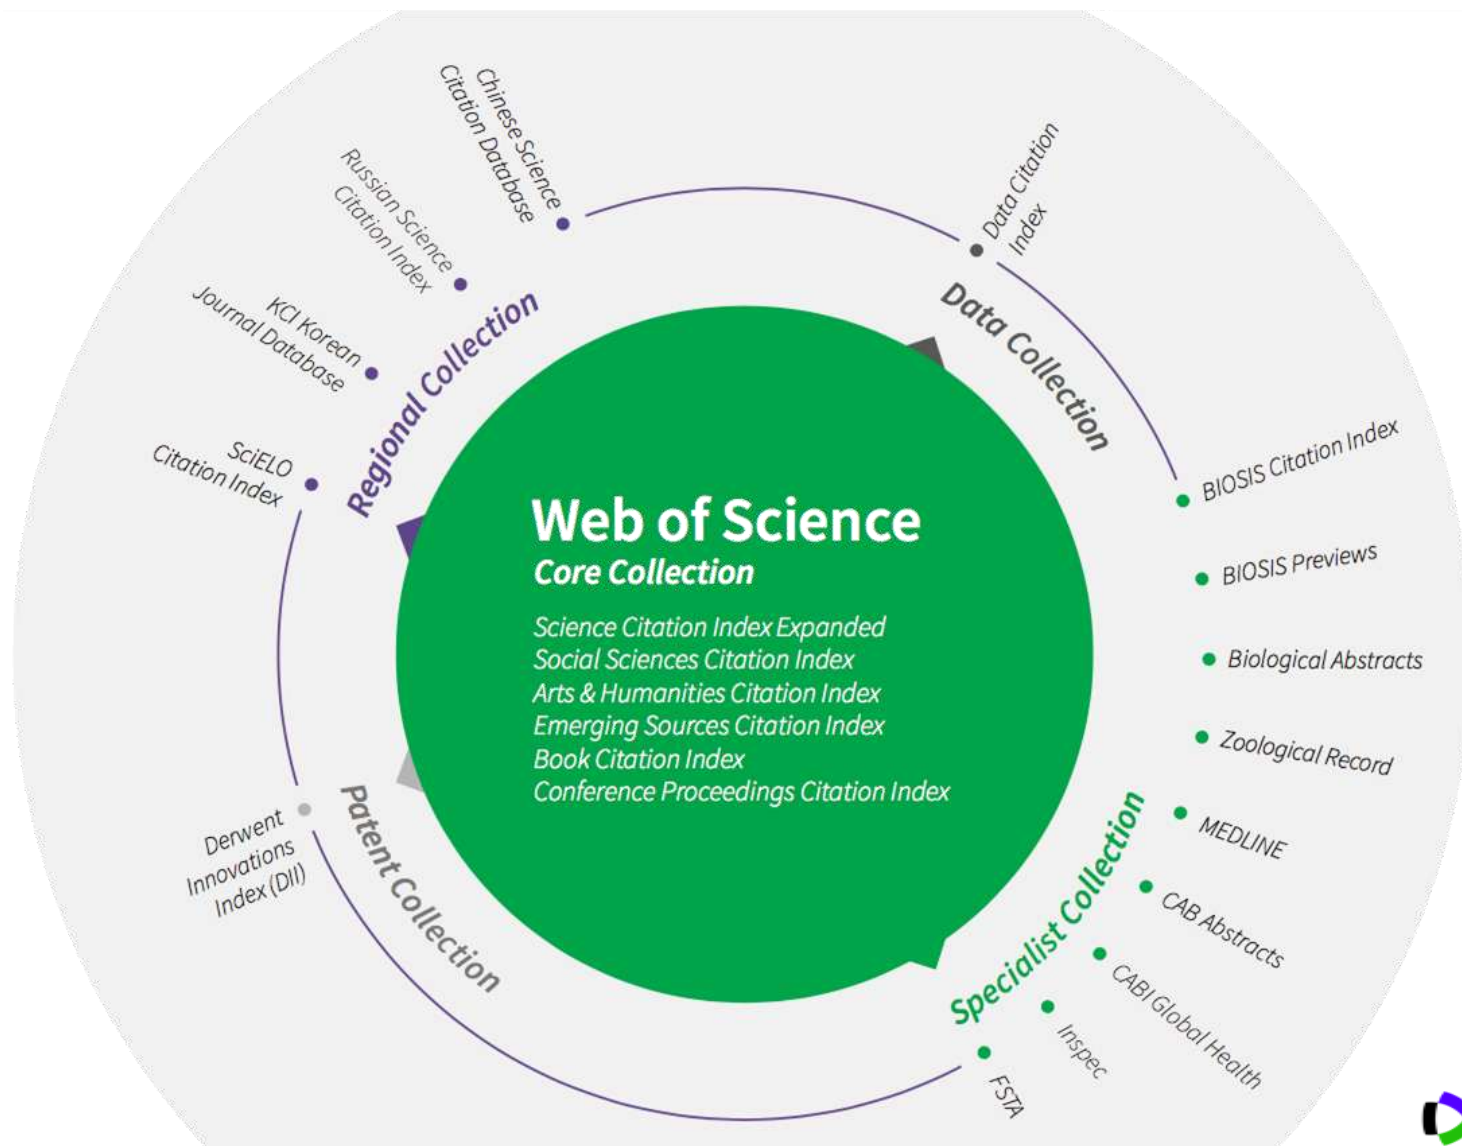 Chinese Science
Citation Database
Russian Science
Citation Index
KCI Korean
Journal Database
SciELO
Citation Index
Regional Collection
Data Citation
Index
Data Collection
Web of Science
Core Collection
Science Citation Index Expanded
Social Sciences Citation Index
Arts & Humanities Citation Index
Emerging Sources Citation Index
Book Citation Index
Conference Proceedings Citation Index
BIOSIS Citation Index
BIOSIS Previews
Biological Abstracts
Zoological Record
MEDLINE
CAB Abstracts
CABI Global Health
Inspec
FSTA
Specialist Collection
Patent Collection
Derwent
Innovations
Index (DII)